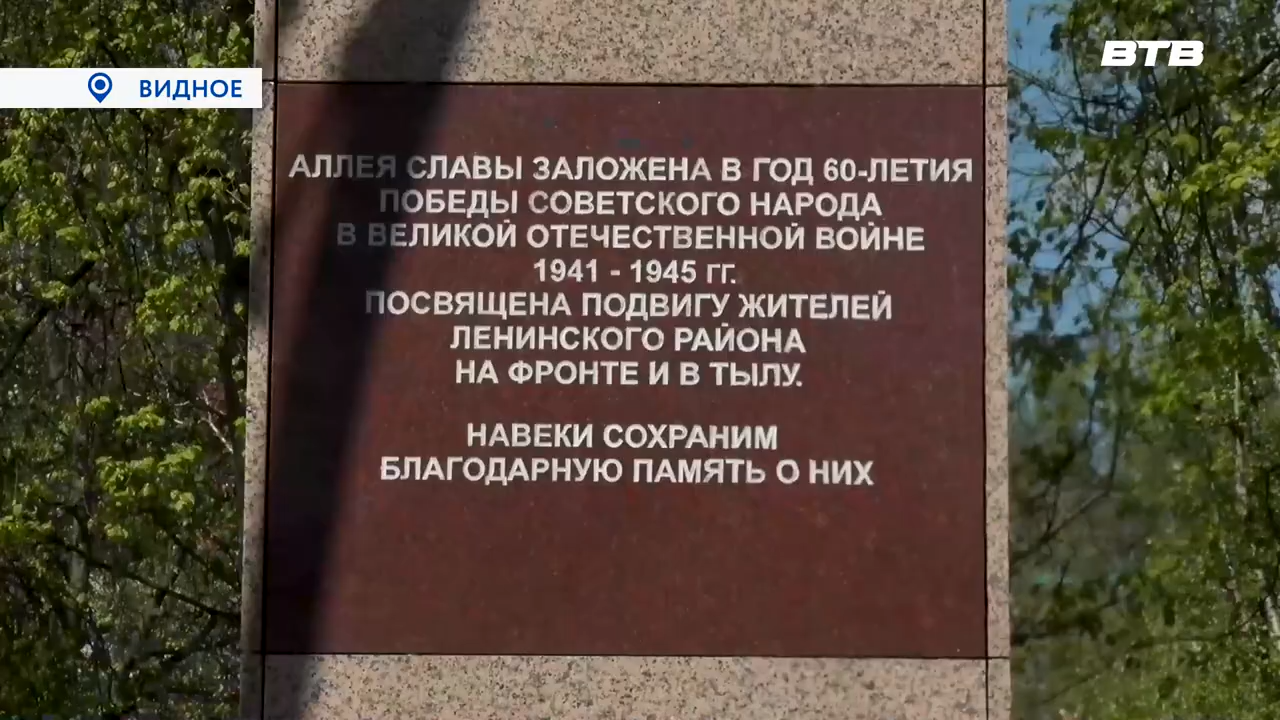 ВТВ
ВИДНОЕ
АЛЛЕЯ СЛАВЫ ЗАЛОЖЕНА В ГОД 60-ЛЕТИЯ
ПОБЕДЫ СОВЕТСКОГО НАРОДА
В ВЕЛИКОЙ ОТЕЧЕСТВЕННОЙ ВОЙНЕ
1941 - 1945 ГГ.
ПОСВЯЩЕНА ПОДВИГУ ЖИТЕЛЕЙ
ЛЕНИНСКОГО РАЙОНА
НА ФРОНТЕ И В ТЫЛУ.
НАВЕКИ СОХРАНИМ
БЛАГОДАРНУЮ ПАМЯТЬ О НИХ